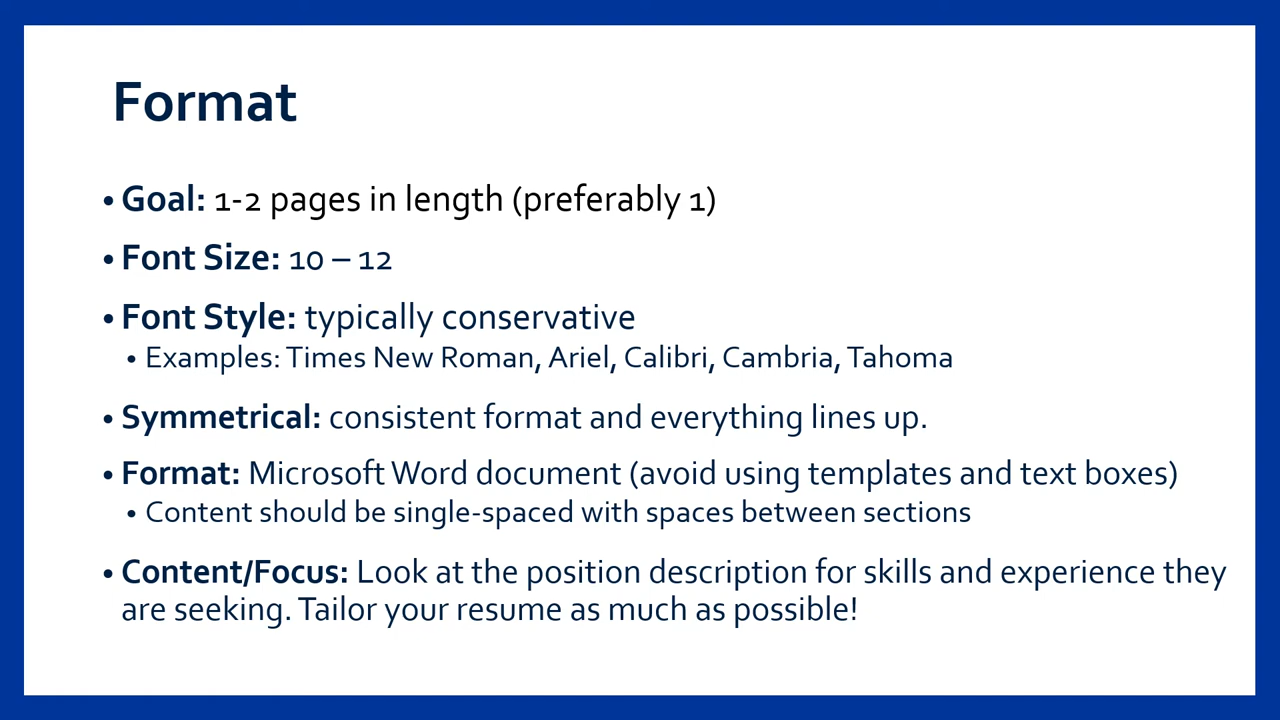 Format
• Goal: 1-2 pages in length (preferably 1)
• Font Size: 10 – 12
• Font Style: typically conservative
• Examples: Times New Roman, Ariel, Calibri, Cambria, Tahoma
• Symmetrical: consistent format and everything lines up.
• Format: Microsoft Word document (avoid using templates and text boxes)
• Content should be single-spaced with spaces between sections
• Content/Focus: Look at the position description for skills and experience they
are seeking. Tailor your resume as much as possible!